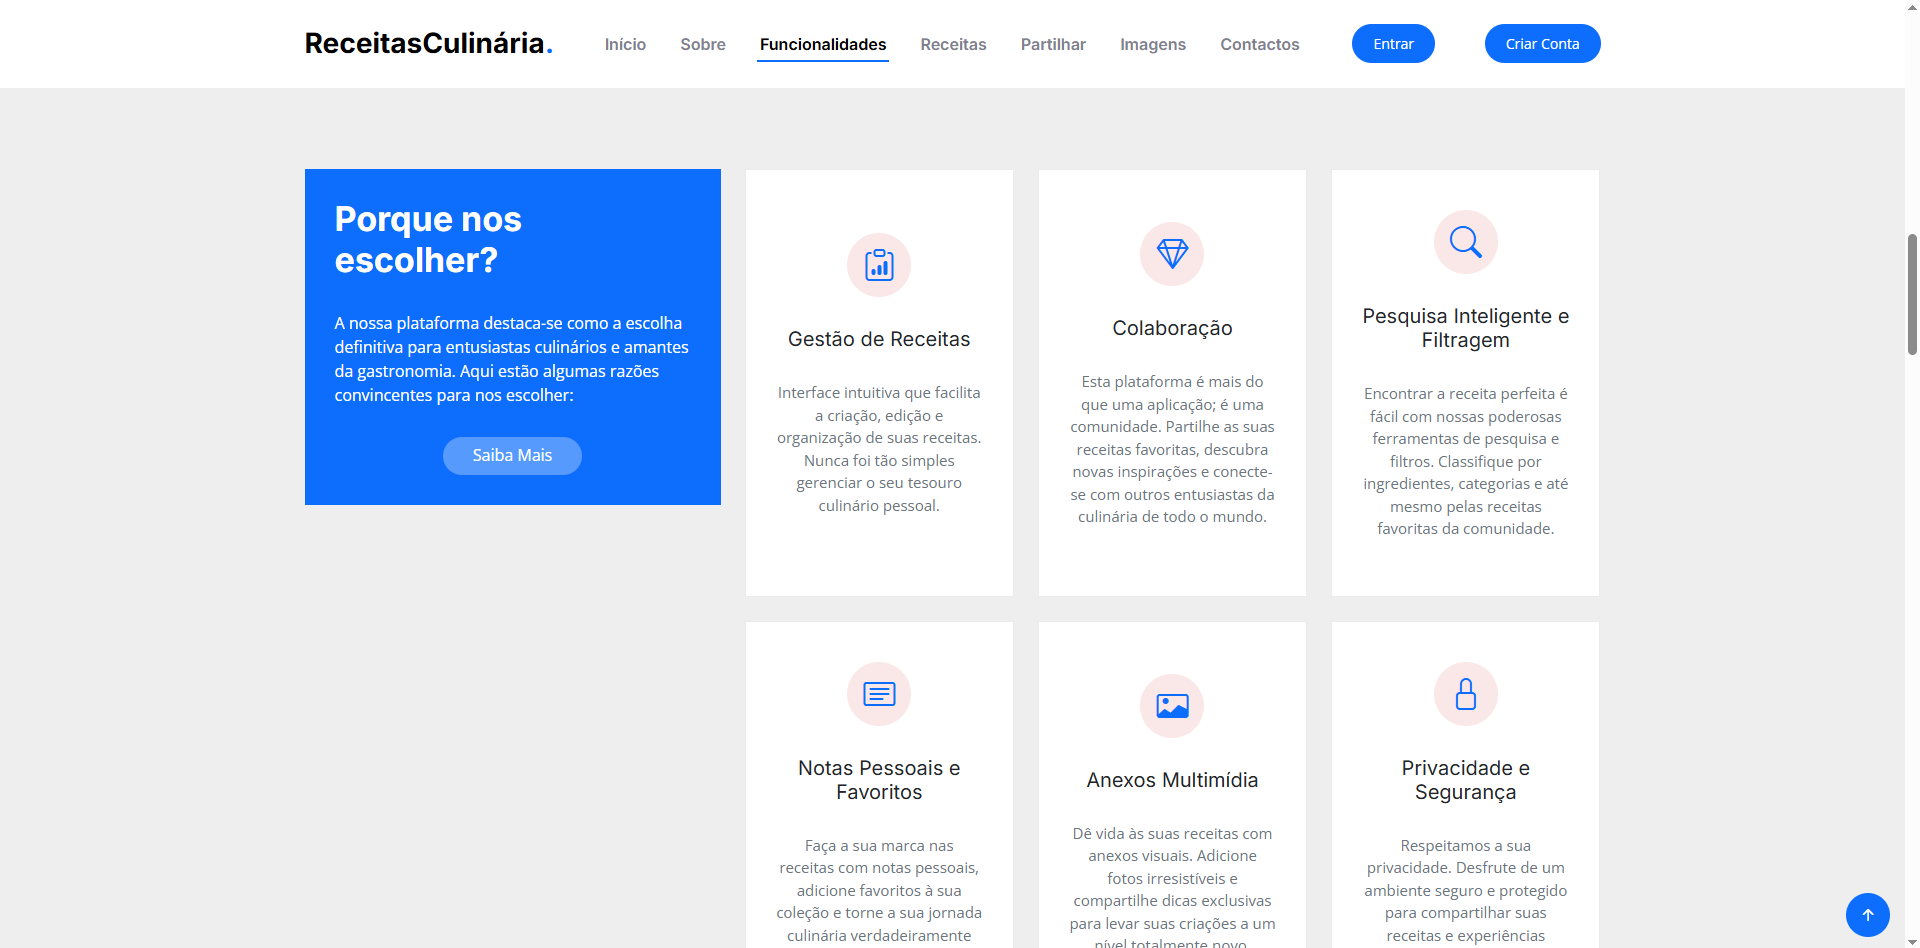 ReceitasCulinária.
Início
Sobre
Funcionalidades
Receitas
Partilhar
Imagens
Contactos
Entrar
Criar Conta
Porque nos
escolher?
A nossa plataforma destaca-se como a escolha
definitiva para entusiastas culinários e amantes
da gastronomia. Aqui estão algumas razões
convincentes para nos escolher:
Saiba Mais
Gestão de Receitas
Interface intuitiva que facilita
a criação, edição e
organização de suas receitas.
Nunca foi tão simples
gerenciar o seu tesouro
culinário pessoal.
Colaboração
Esta plataforma é mais do
que uma aplicação; é uma
comunidade. Partilhe as suas
receitas favoritas, descubra
novas inspirações e conecte-
se com outros entusiastas da
culinária de todo o mundo.
Pesquisa Inteligente e
Filtragem
Encontrar a receita perfeita é
fácil com nossas poderosas
ferramentas de pesquisa e
filtros. Classifique por
ingredientes, categorias e até
mesmo pelas receitas
favoritas da comunidade.
Notas Pessoais e
Favoritos
Faça a sua marca nas
receitas com notas pessoais,
adicione favoritos à sua
coleção e torne a sua jornada
culinária verdadeiramente
Anexos Multimídia
Dê vida às suas receitas com
anexos visuais. Adicione
fotos irresistíveis e
compartilhe dicas exclusivas
para levar suas criações a um
nível totalmente novo.
Privacidade e
Segurança
Respeitamos a sua
privacidade. Desfrute de um
ambiente seguro e protegido
para compartilhar suas
receitas e experiências